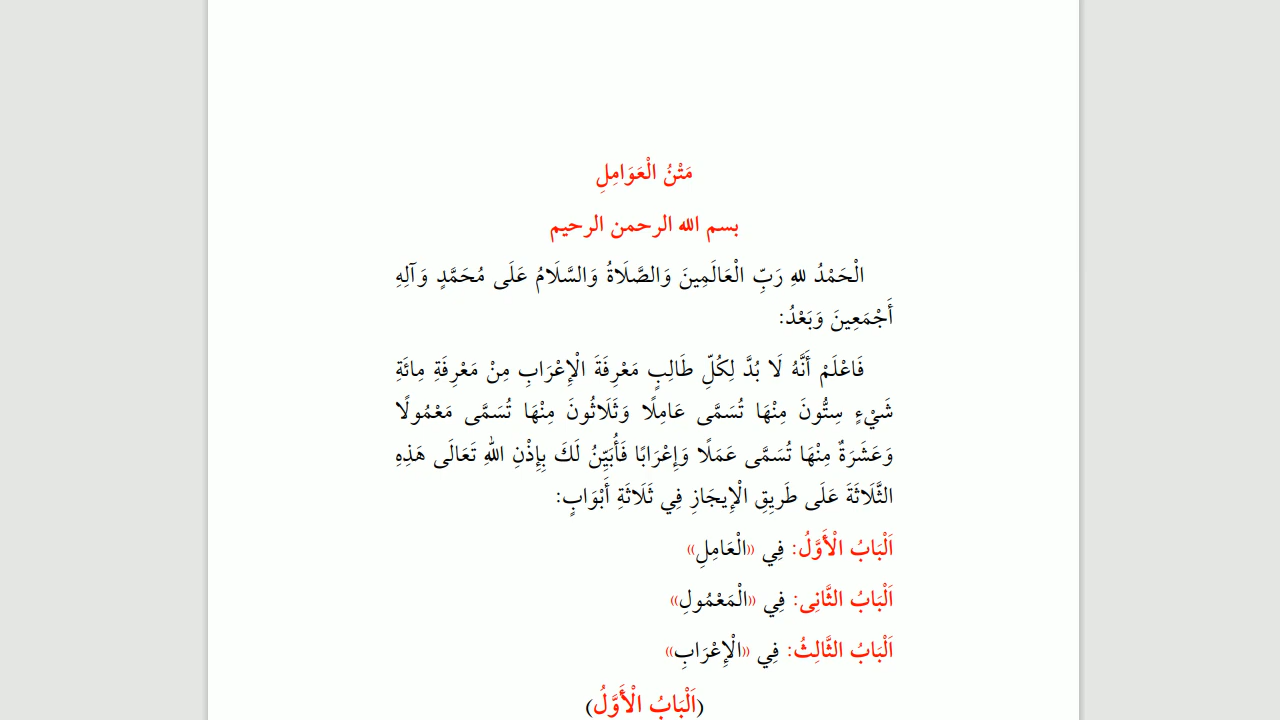 مَتْنُ الْعَوَامِلِ
بسم الله الرحمن الرحيم
الْحَمْدُ للهِ رَبِّ الْعَالَمِينَ وَالصَّلَاةُ وَالسَّلَامُ عَلَى مُحَمَّدٍ وَآلِهِ
أَجْمَعِينَ وَبَعْدُ:
فَاعْلَمْ أَنَّهُ لَا بُدَّ لِكُلِّ طَالِبٍ مَعْرِفَةَ الْإِعْرَابِ مِنْ مَعْرِفَةِ مِائَةِ
شَيْءٍ سِتُّونَ مِنْهَا تُسَمَّى عَامِلًا وَثَلَاثُونَ مِنْهَا تُسَمَّى مَعْمُولًا
وَعَشَرَةٌ مِنْهَا تُسَمَّى عَمَلًا وَإِعْرَابًا فَأُبَيِّنُ لَكَ بِإِذْنِ اللهِ تَعَالَى هَذِهِ
الثَّلَاثَةَ عَلَى طَرِيقِ الْإِيجَازِ فِي ثَلَاثَةِ أَبْوَابٍ:
اَلْبَابُ الْأَوَّلُ: فِي «الْعَامِلِ»
اَلْبَابُ الثَّانِى: فِي «الْمَعْمُولِ»
اَلْبَابُ الثَّالِثُ: فِي «الْإِعْرَابِ»
(اَلْبَابُ الْأَوَّلُ)